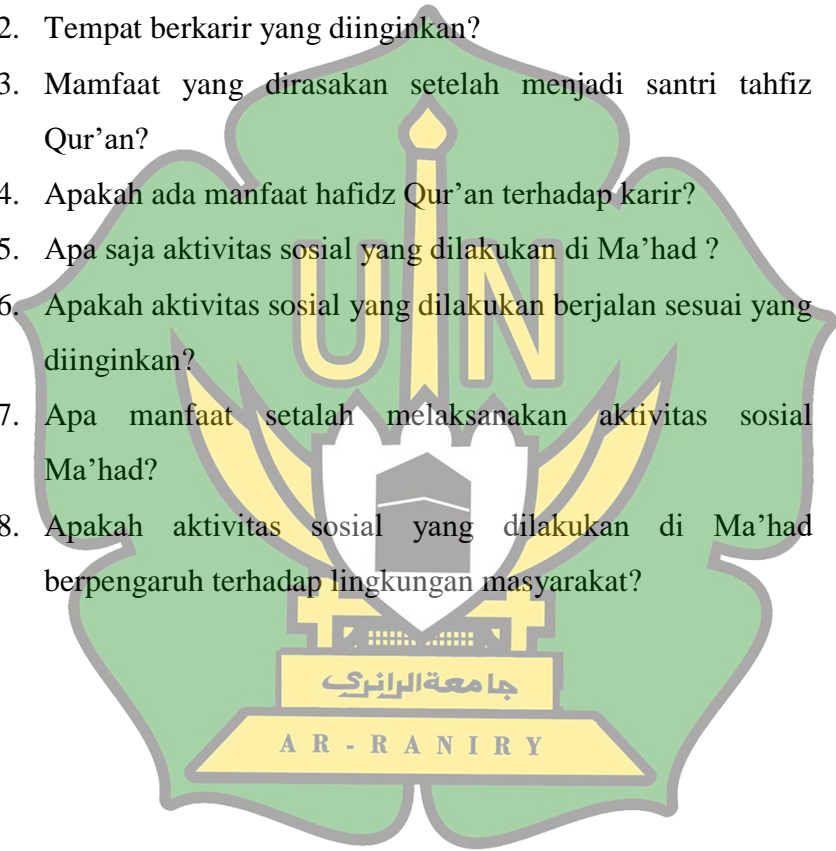 2. Tempat berkarir yang diinginkan?
3. Mamfaat yang dirasakan setelah menjadi santri tahfiz
Qur’an?
4. Apakah ada manfaat hafidz Qur’an terhadap karir?
5. Apa saja aktivitas sosial yang dilakukan di Ma’had ?
6. Apakah aktivitas sosial yang dilakukan berjalan sesuai yang
diinginkan?
7. Apa manfaat setalah melaksanakan aktivitas sosial
Ma’had?
8. Apakah aktivitas sosial yang dilakukan di Ma’had
berpengaruh terhadap lingkungan masyarakat?
UIN
جامعةالرانري
AR-RANIRY